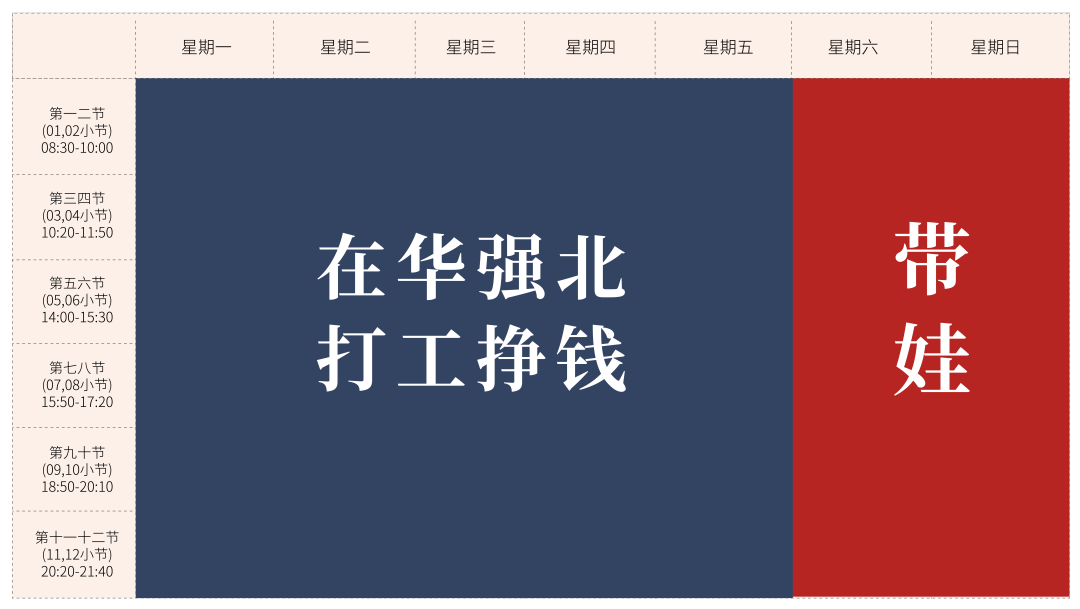 星期一 星期二 星期三 星期四 星期五 星期六 星期日
第一二节
(01,02小节)
08:30-10:00
第三四节
(03,04小节)
10:20-11:50
第五六节
(05,06小节)
14:00-15:30
第七八节
(07,08小节)
15:50-17:20
第九十节
(09,10小节)
18:50-20:10
第十一十二节
(11,12小节)
20:20-21:40
在华强北
打工挣钱
带
娃